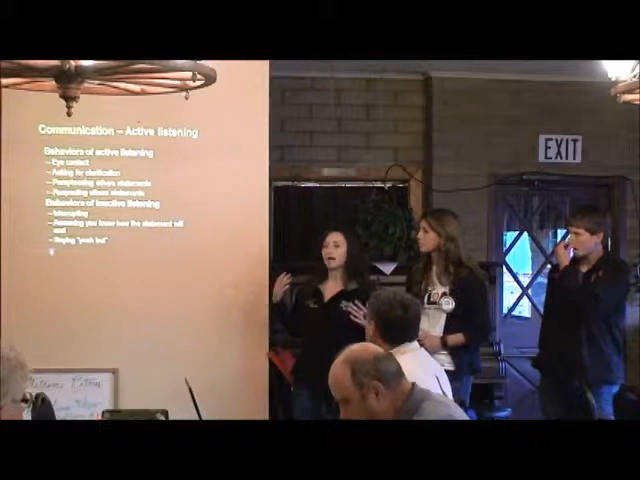 Communication – Active listening
Behaviors of active listening
– Eye contact
– Asking for clarification
– Paraphrasing others statements
– Responding others statements
Behaviors of inactive listening
– Interrupting
– Assuming you know how the statement will
end
– Saying "yeah but"
EXIT